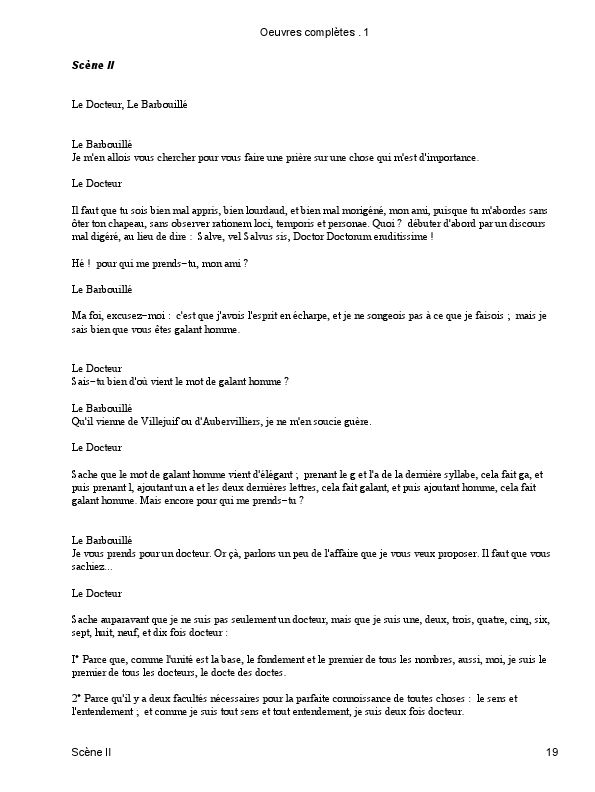 Oeuvres complètes . 1
Scène II
Le Docteur, Le Barbouillé
Le Barbouillé
Je m'en allois vous chercher pour vous faire une prière sur une chose qui m'est d'importance.
Le Docteur
Il faut que tu sois bien mal appris, bien lourdaud, et bien mal morigéné, mon ami, puisque tu m'abordes sans
ôter ton chapeau, sans observer rationem loci, temporis et personae. Quoi ?  débuter d'abord par un discours
mal digéré, au lieu de dire :  Salve, vel Salvus sis, Doctor Doctorum eruditissime !
Hé !  pour qui me prends−tu, mon ami ?
Le Barbouillé
Ma foi, excusez−moi :  c'est que j'avois l'esprit en écharpe, et je ne songeois pas à ce que je faisois ;  mais je
sais bien que vous êtes galant homme.
Le Docteur
Sais−tu bien d'où vient le mot de galant homme ?
Le Barbouillé
Qu'il vienne de Villejuif ou d'Aubervilliers, je ne m'en soucie guère.
Le Docteur
Sache que le mot de galant homme vient d'élégant ;  prenant le g et l'a de la dernière syllabe, cela fait ga, et
puis prenant l, ajoutant un a et les deux dernières lettres, cela fait galant, et puis ajoutant homme, cela fait
galant homme. Mais encore pour qui me prends−tu ?
Le Barbouillé
Je vous prends pour un docteur. Or çà, parlons un peu de l'affaire que je vous veux proposer. Il faut que vous
sachiez...
Le Docteur
Sache auparavant que je ne suis pas seulement un docteur, mais que je suis une, deux, trois, quatre, cinq, six,
sept, huit, neuf, et dix fois docteur :
I° Parce que, comme l'unité est la base, le fondement et le premier de tous les nombres, aussi, moi, je suis le
premier de tous les docteurs, le docte des doctes.
2° Parce qu'il y a deux facultés nécessaires pour la parfaite connoissance de toutes choses :  le sens et
l'entendement ;  et comme je suis tout sens et tout entendement, je suis deux fois docteur.
Scène II 19